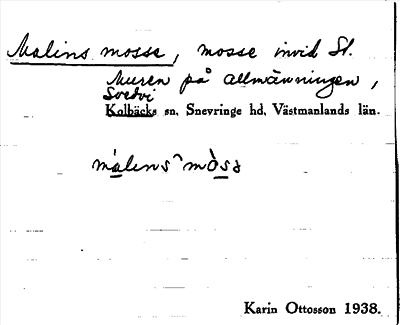 Malins mosse, mosse invid St.
Muren på allmänningen,
Svedvi
Kolbäcks sn, Snevringe hd, Västmanlands län.
málens^mòsə
Karin Ottosson 1938.